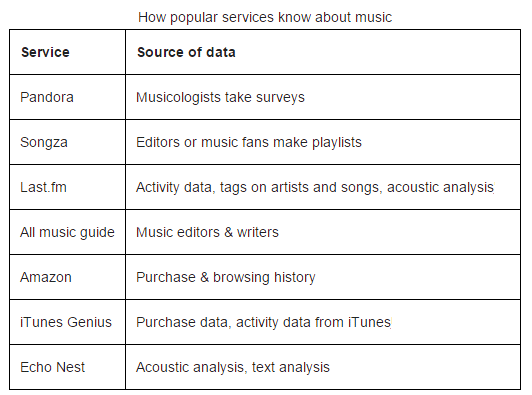 How popular services know about music
Service Source of data
Pandora Musicologists take surveys
Songza Editors or music fans make playlists
Last.fm Activity data, tags on artists and songs, acoustic analysis
All music guide Music editors & writers
Amazon Purchase & browsing history
iTunes Genius Purchase data, activity data from iTunes
Echo Nest Acoustic analysis, text analysis